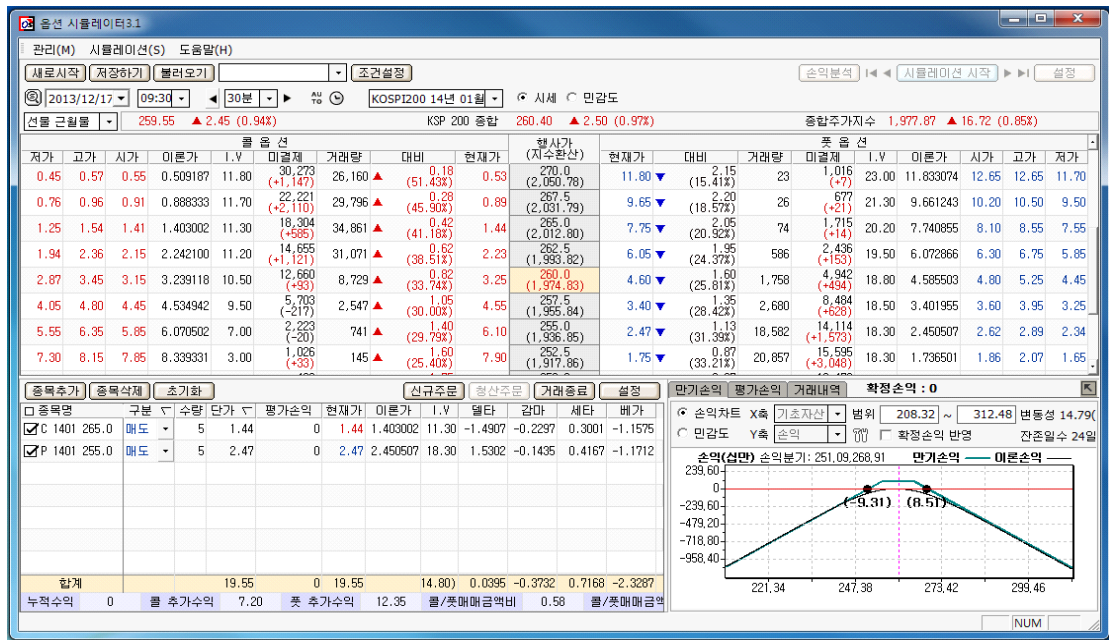 옵션 시뮬레이터3.1
관리(M) 시뮬레이션(S) 도움말(H)
새로시작 저장하기 불러오기 조건설정 손익분석 시뮬레이션 시작 설정
2013/12/17 09:30 30분 AU TO KOSPI200 14년 01월 시세 민감도
선물 근월물 259.55 ▲ 2.45 (0.94%) KSP 200 종합 260.40 ▲ 2.50 (0.97%) 종합주가지수 1,977.87 ▲ 16.72 (0.85%)
콜 옵션 행사가 (지수환산) 풋 옵션
저가 고가 시가 이론가 I.V 미결제 거래량 대비 현재가 현재가 대비 거래량 미결제 I.V 이론가 시가 고가 저가
0.45 0.57 0.55 0.509187 11.80 30,273 (+1,147) 26,160 ▲ 0.18 (51.43%) 0.53 270.0 (2,050.78) 11.80 ▼ 2.15 (15.41%) 23 1,016 (+7) 23.00 11.833074 12.65 12.65 11.70
0.76 0.96 0.91 0.888333 11.70 22,221 (+2,110) 29,796 ▲ 0.28 (45.90%) 0.89 267.5 (2,031.79) 9.65 ▼ 2.20 (18.57%) 26 677 (+21) 21.30 9.661243 10.20 10.50 9.50
1.25 1.54 1.41 1.403002 11.30 18,304 (+585) 34,861 ▲ 0.42 (41.18%) 1.44 265.0 (2,012.80) 7.75 ▼ 2.05 (20.92%) 74 1,715 (+14) 20.20 7.740855 8.10 8.55 7.55
1.94 2.36 2.15 2.242100 11.20 14,655 (+1,121) 31,071 ▲ 0.62 (38.51%) 2.23 262.5 (1,993.82) 6.05 ▼ 1.95 (24.37%) 586 2,436 (+153) 19.50 6.072866 6.30 6.75 5.85
2.87 3.45 3.15 3.239118 10.50 12,660 (+93) 8,729 ▲ 0.82 (33.74%) 3.25 260.0 (1,974.83) 4.60 ▼ 1.60 (25.81%) 1,758 4,942 (+494) 18.80 4.585503 4.80 5.25 4.45
4.05 4.80 4.45 4.534942 9.50 5,703 (-217) 2,547 ▲ 1.05 (30.00%) 4.55 257.5 (1,955.84) 3.40 ▼ 1.35 (28.42%) 2,680 8,484 (+628) 18.50 3.401955 3.60 3.95 3.25
5.55 6.35 5.85 6.070502 7.00 2,223 (-20) 741 ▲ 1.40 (29.79%) 6.10 255.0 (1,936.85) 2.47 ▼ 1.13 (31.39%) 18,582 14,114 (+1,573) 18.30 2.450507 2.62 2.89 2.34
7.30 8.15 7.85 8.339331 3.00 1,026 (+33) 145 ▲ 1.60 (25.40%) 7.90 252.5 (1,917.86) 1.75 ▼ 0.87 (33.21%) 20,857 15,595 (+3,048) 18.30 1.736501 1.86 2.07 1.65
종목추가 종목삭제 초기화 신규주문 청산주문 거래종료 설정
종목명 구분 수량 단가 평가손익 현재가 이론가 I.V 델타 감마 세타 베가
C 1401 265.0 매도 5 1.44 0 1.44 1.403002 11.30 -1.4907 -0.2297 0.3001 -1.1575
P 1401 255.0 매도 5 2.47 0 2.47 2.450507 18.30 1.5302 -0.1435 0.4167 -1.1712
합계 19.55 0 19.55 14.80) 0.0395 -0.3732 0.7168 -2.3287
누적수익 0 콜 추가수익 7.20 풋 추가수익 12.35 콜/풋매매금액비 0.58 콜/풋매매금액
만기손익 평가손익 거래내역 확정손익 : 0
손익차트 X축 기초자산 범위 208.32 ~ 312.48 변동성 14.79(
민감도 Y축 손익 확정손익 반영 잔존일수 24일
손익(십만) 손익분기: 251,09,268,91 만기손익 이론손익
239,60
0
-239,60
-479,20
-718,80
-958,40
(-9.31) (8.51)
221,34 247,38 273,42 299,46
NUM